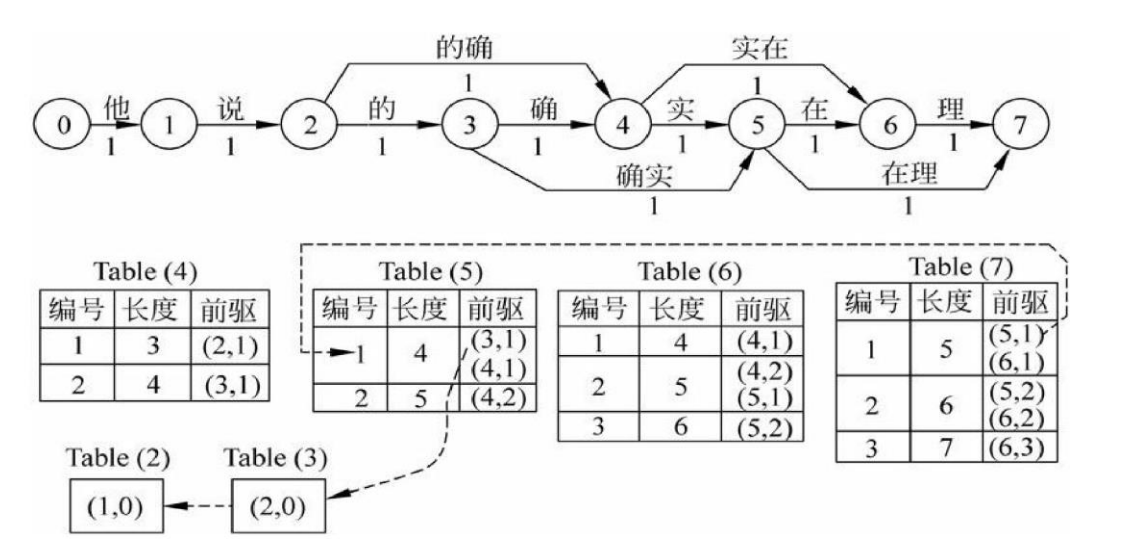 的确 实在
1 1
0 他 1 说 2 的 3 确 4 实 5 在 6 理 7
1 1 1 1 1 1 1
确实 在理
1 1
Table (4) Table (5) Table (6) Table (7)
编号 长度 前驱
1 3 (2,1)
2 4 (3,1)
编号 长度 前驱
1 4 (3,1)
(4,1)
2 5 (4,2)
编号 长度 前驱
1 4 (4,1)
2 5 (4,2)
(5,1)
3 6 (5,2)
编号 长度 前驱
1 5 (5,1)
(6,1)
2 6 (5,2)
(6,2)
3 7 (6,3)
Table (2) Table (3)
(1,0) (2,0)